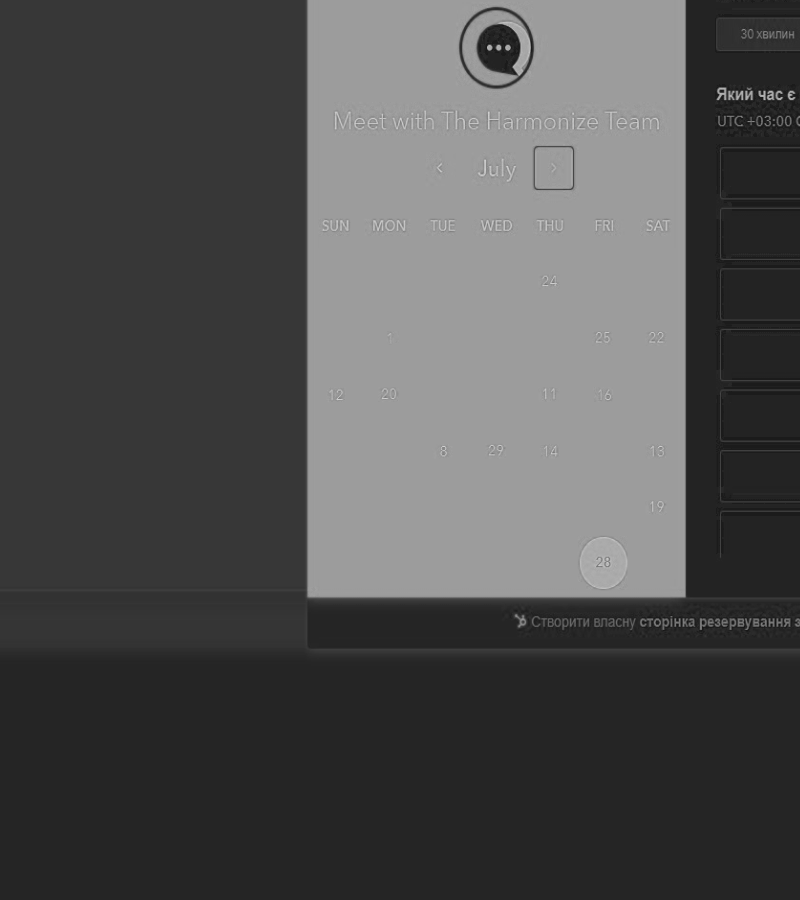 30 хвилин
Який час є
UTC +03:00
Meet with The Harmonize Team
July
SUN MON TUE WED THU FRI SAT
24
1 25 22
12 20 11 16
8 29 14 13
19
28
Створити власну сторінка резервування з